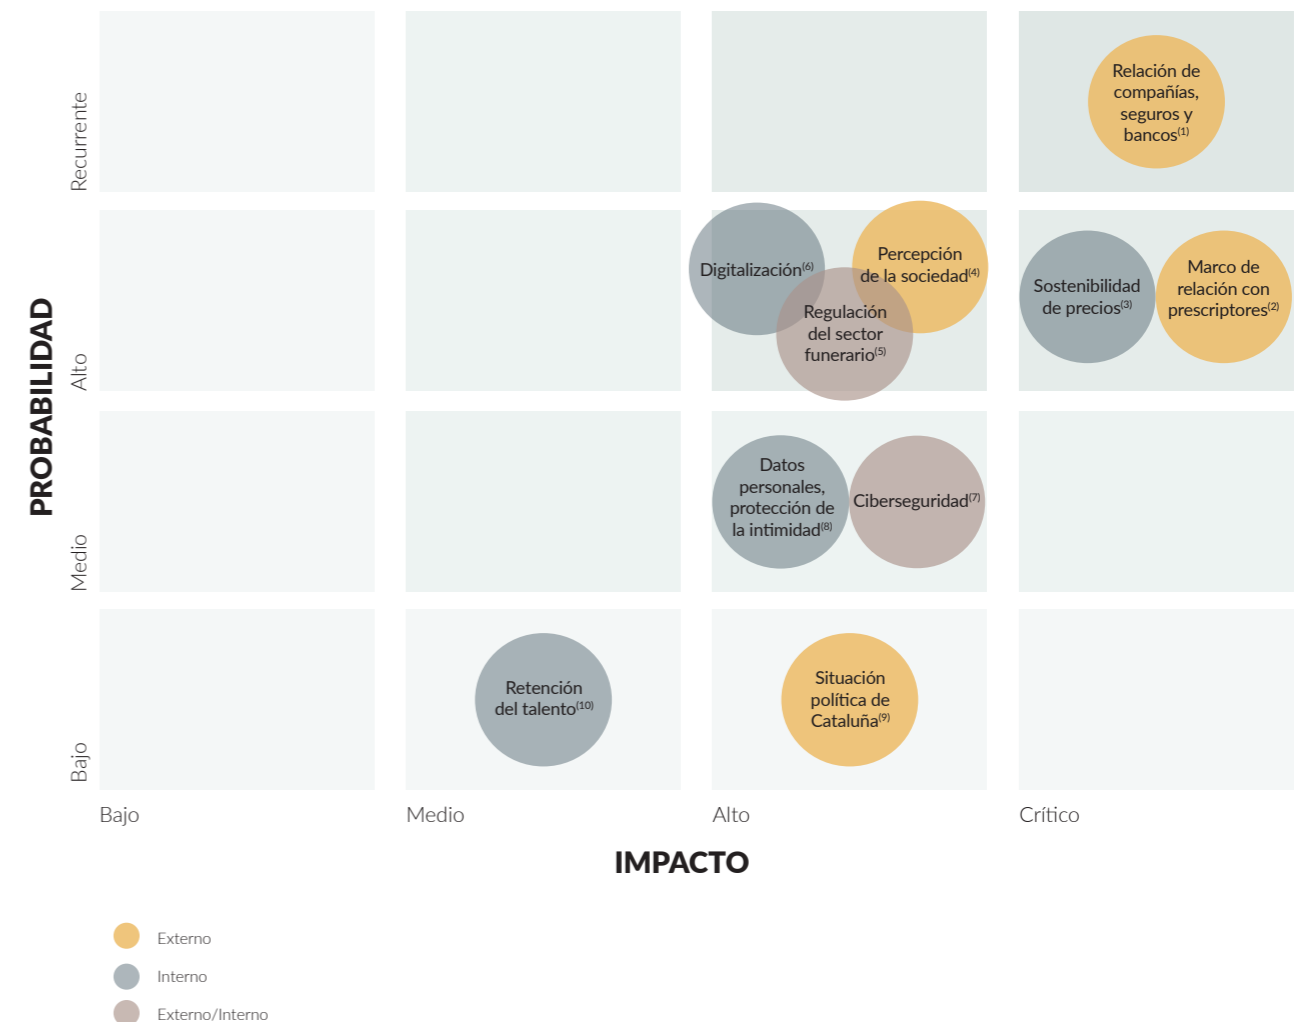 PROBABILIDAD
Recurrente
Relación de
compañías,
seguros y
bancos(1)
Alto
Digitalización(6)
Percepción
de la sociedad(4)
Regulación
del sector
funerario(5)
Sostenibilidad
de precios(3)
Marco de
relación con
prescriptores(2)
Medio
Datos
personales,
protección de
la intimidad(8)
Ciberseguridad(7)
Bajo
Retención
del talento(10)
Situación
política de
Cataluña(9)
Bajo
Medio
Alto
Crítico
IMPACTO
Externo
Interno
Externo/Interno